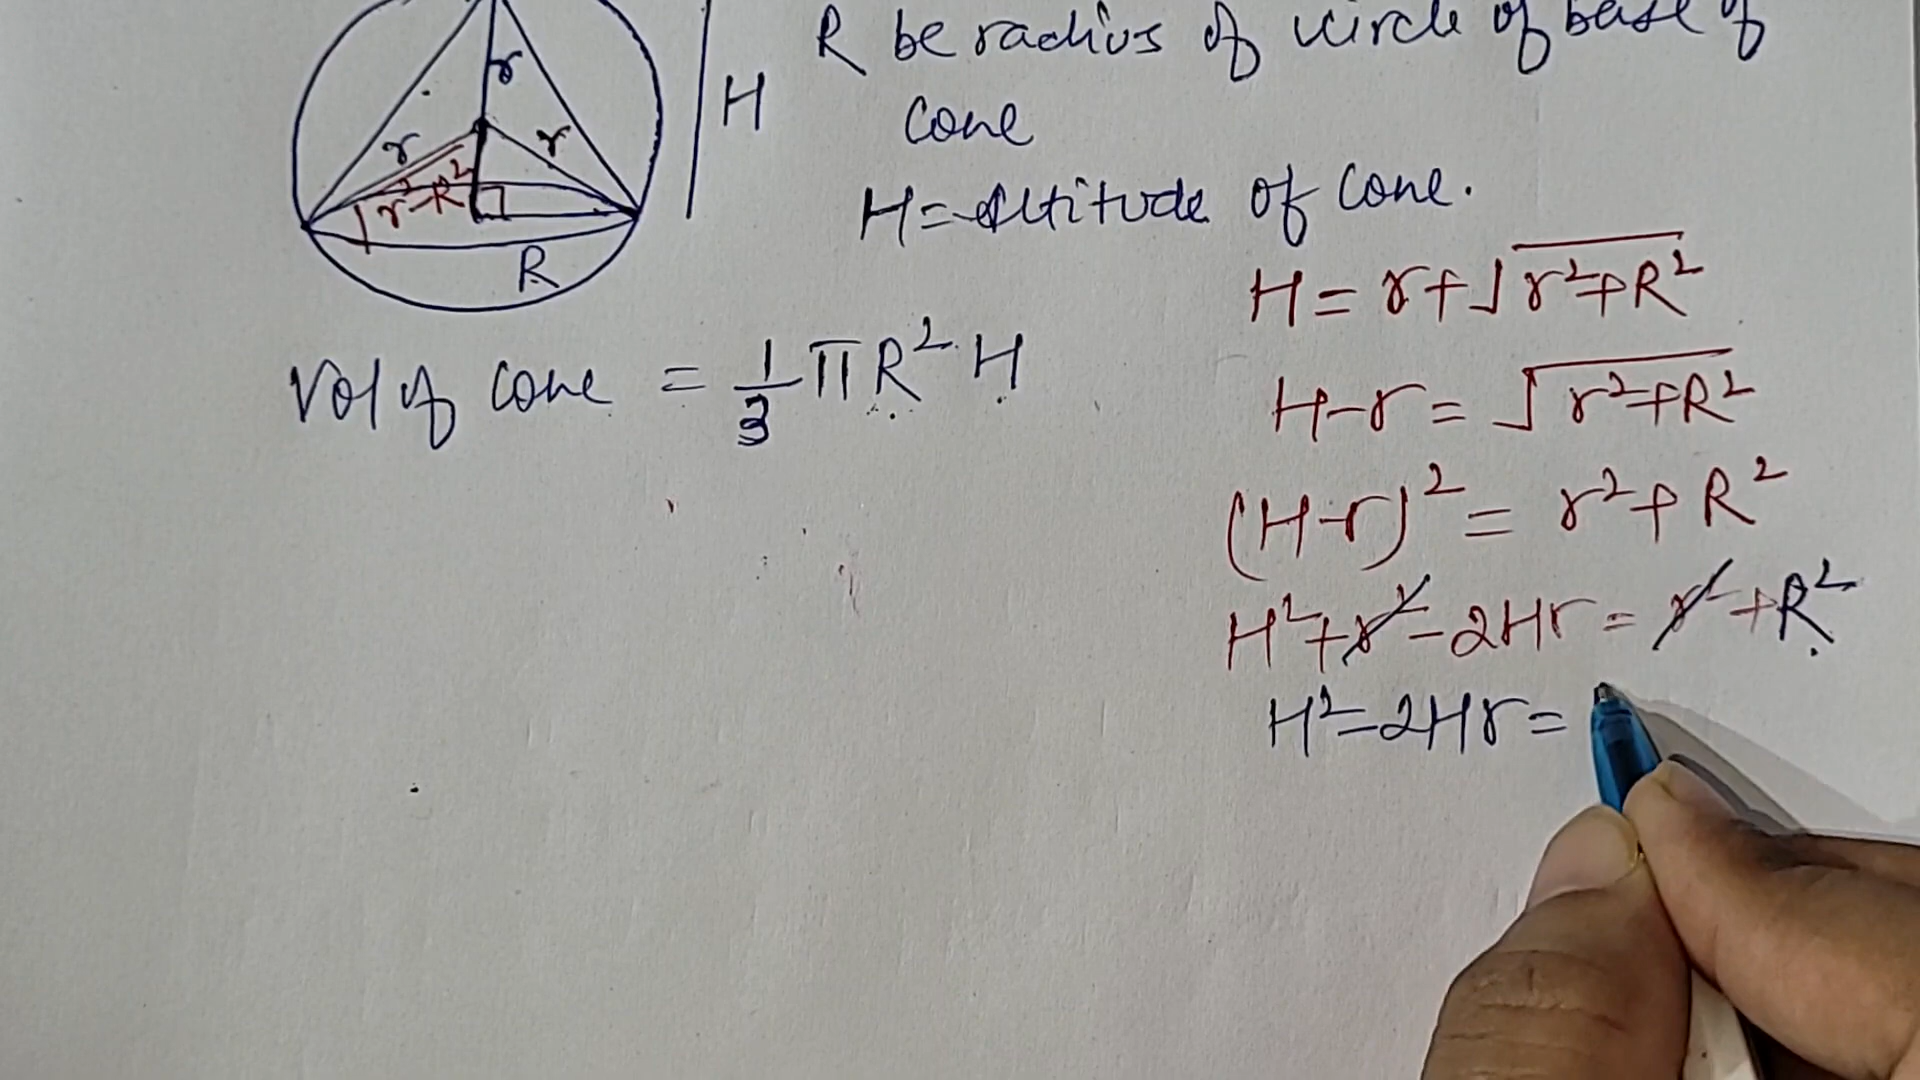 R be radius of circle of base of
cone
H = Altitude of cone.
r
H
r
r
r²-R²
R
Vol of cone = 1/3 π R² H
H = r + √r²+R²
H-r = √r²+R²
(H-r)² = r²+R²
H²+r²-2Hr = r²+R²
H²-2Hr =